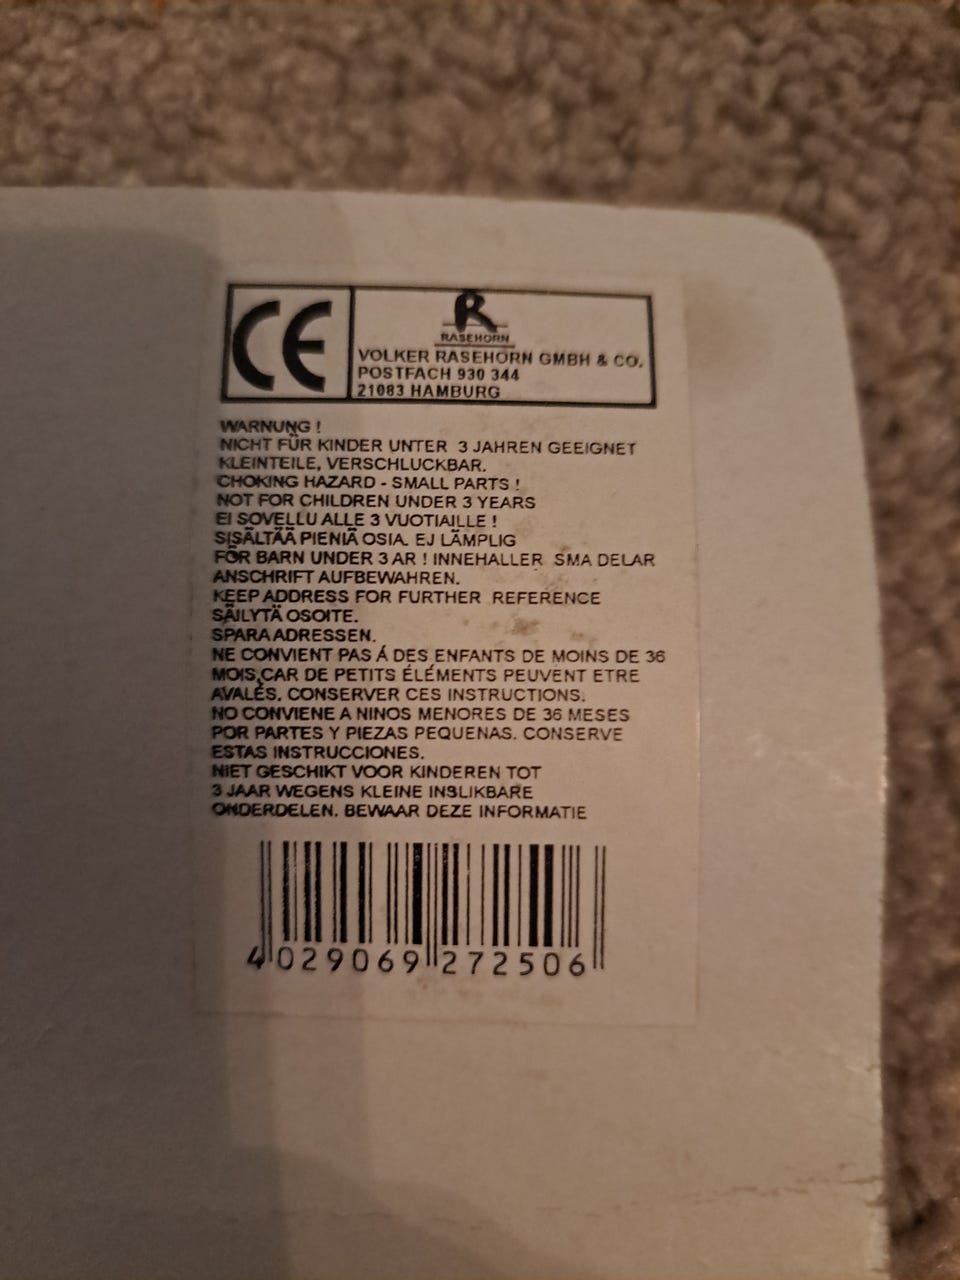 CE
R
RASEHORN
VOLKER RASEHORN GMBH & CO.
POSTFACH 930 344
21083 HAMBURG
WARNUNG !
NICHT FÜR KINDER UNTER 3 JAHREN GEEIGNET
KLEINTEILE, VERSCHLUCKBAR.
CHOKING HAZARD - SMALL PARTS !
NOT FOR CHILDREN UNDER 3 YEARS
EI SOVELLU ALLE 3 VUOTIAILLE !
SISÄLTÄÄ PIENIÄ OSIA. EJ LÄMPLIG
FÖR BARN UNDER 3 AR ! INNEHALLER SMA DELAR
ANSCHRIFT AUFBEWAHREN.
KEEP ADDRESS FOR FURTHER REFERENCE
SÄILYTÄ OSOITE.
SPARA ADRESSEN.
NE CONVIENT PAS Á DES ENFANTS DE MOINS DE 36
MOIS,CAR DE PETITS ÉLÉMENTS PEUVENT ETRE
AVALÉS. CONSERVER CES INSTRUCTIONS.
NO CONVIENE A NINOS MENORES DE 36 MESES
POR PARTES Y PIEZAS PEQUENAS. CONSERVE
ESTAS INSTRUCCIONES.
NIET GESCHIKT VOOR KINDEREN TOT
3 JAAR WEGENS KLEINE INSLIKBARE
ONDERDELEN. BEWAAR DEZE INFORMATIE
4 029069 272506